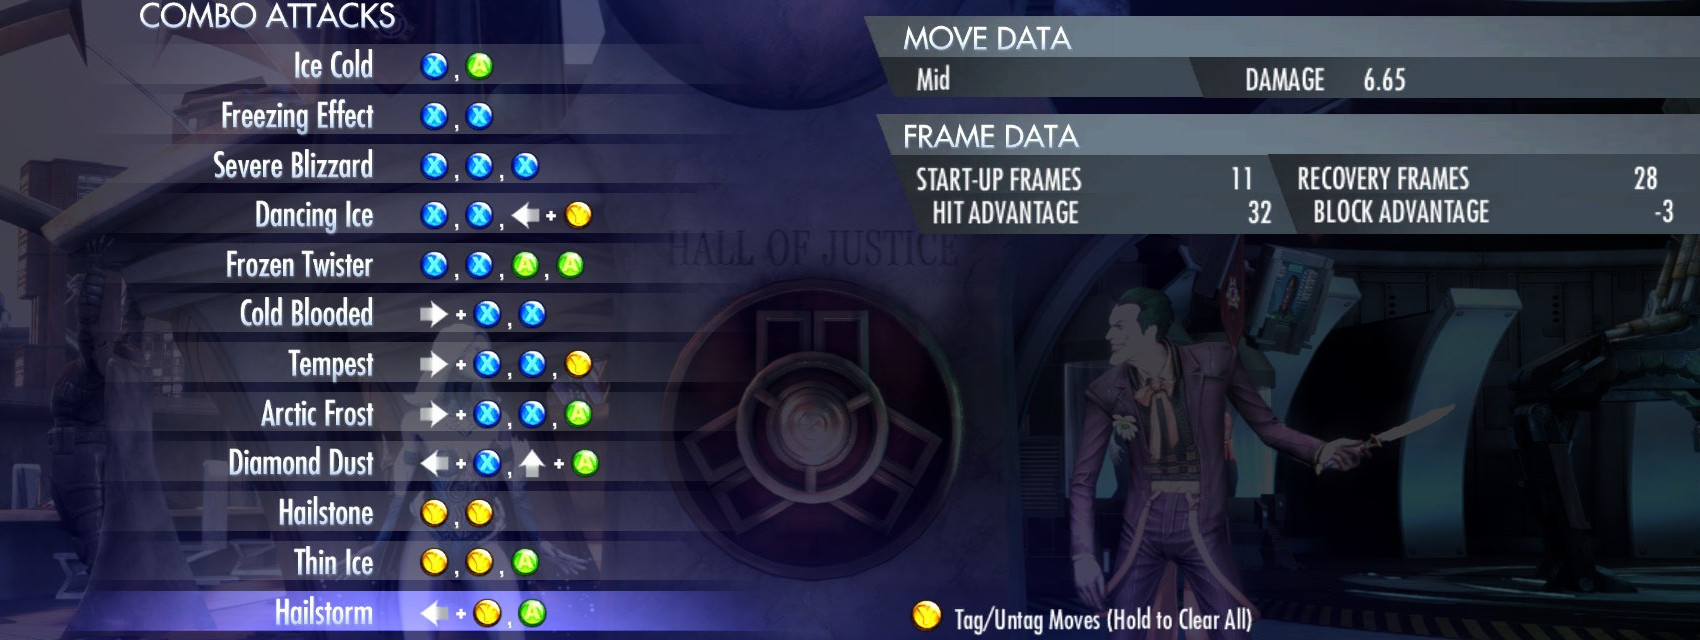 COMBO ATTACKS
Ice Cold X , A
Freezing Effect X , X
Severe Blizzard X , X , X
Dancing Ice X , X , ← + Y
Frozen Twister X , X , A , A
Cold Blooded → + X , X
Tempest → + X , X , Y
Arctic Frost → + X , X , A
Diamond Dust ← + X , ↑ + A
Hailstone Y , Y
Thin Ice Y , Y , A
Hailstorm ← + Y , A
MOVE DATA
Mid DAMAGE 6.65
FRAME DATA
START-UP FRAMES 11 RECOVERY FRAMES 28
HIT ADVANTAGE 32 BLOCK ADVANTAGE -3
HALL OF JUSTICE
Y Tag/Untag Moves (Hold to Clear All)